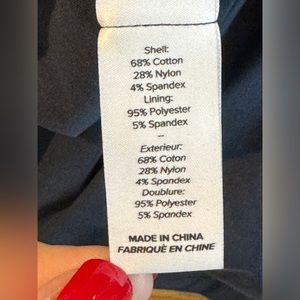 Shell:
68% Cotton
28% Nylon
4% Spandex
Lining:
95% Polyester
5% Spandex
--
Exterieur:
68% Coton
28% Nylon
4% Spandex
Doublure:
95% Polyester
5% Spandex
MADE IN CHINA
FABRIQUÉ EN CHINE